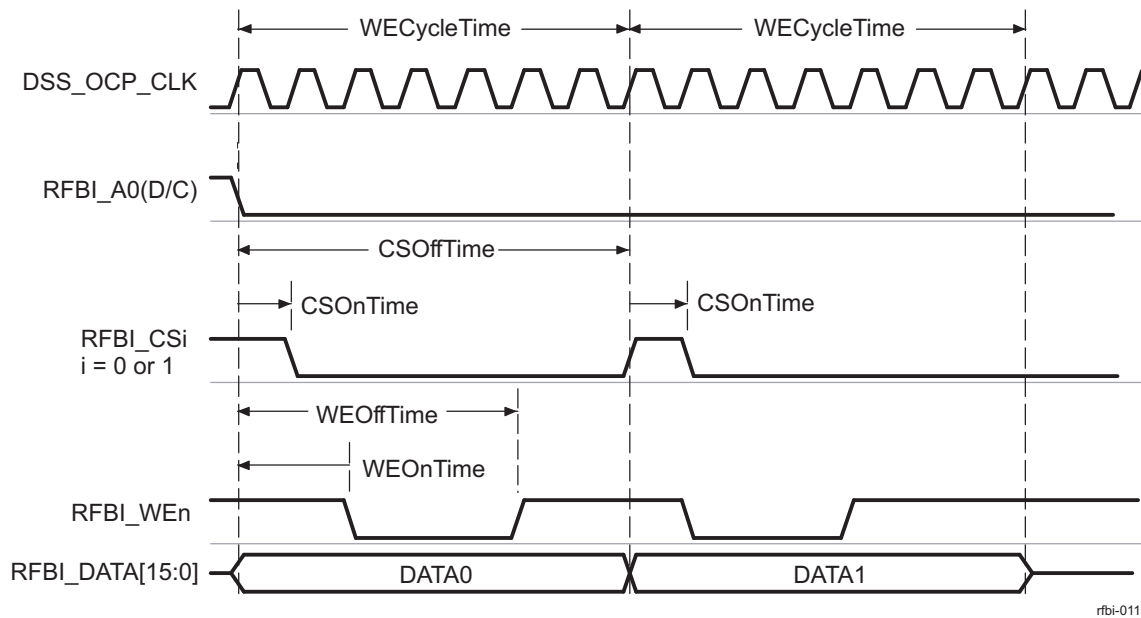 WECycleTime WECycleTime
DSS_OCP_CLK
RFBI_A0(D/C)
CSOffTime
CSOnTime CSOnTime
RFBI_CSi
i = 0 or 1
WEOffTime
WEOnTime
RFBI_WEn
RFBI_DATA[15:0] DATA0 DATA1
rfbi-011